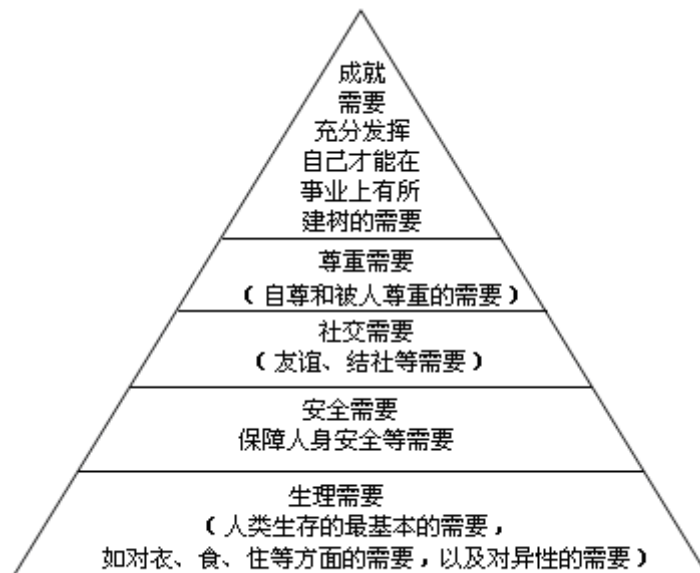 成就
需要
充分发挥
自己才能在
事业上有所
建树的需要
尊重需要
（自尊和被人尊重的需要）
社交需要
（友谊、结社等需要）
安全需要
保障人身安全等需要
生理需要
（人类生存的最基本的需要，
如对衣、食、住等方面的需要，以及对异性的需要）